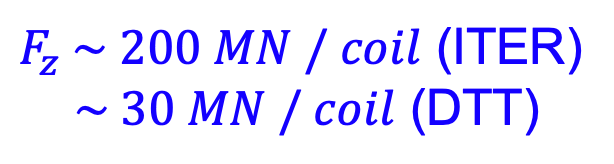 F_z ~ 200 MN / coil (ITER)
~ 30 MN / coil (DTT)